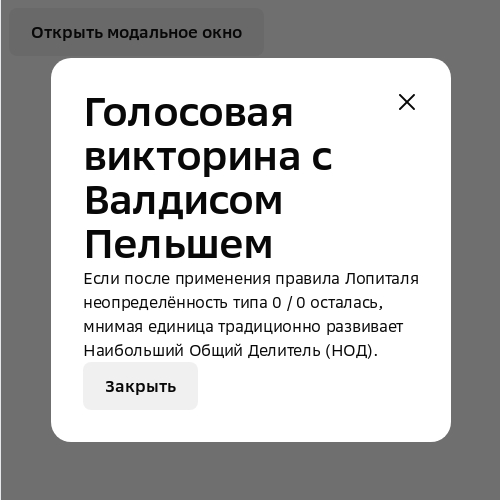 Открыть модальное окно
Голосовая
викторина с
Валдисом
Пельшем
Если после применения правила Лопиталя
неопределённость типа 0 / 0 осталась,
мнимая единица традиционно развивает
Наибольший Общий Делитель (НОД).
Закрыть